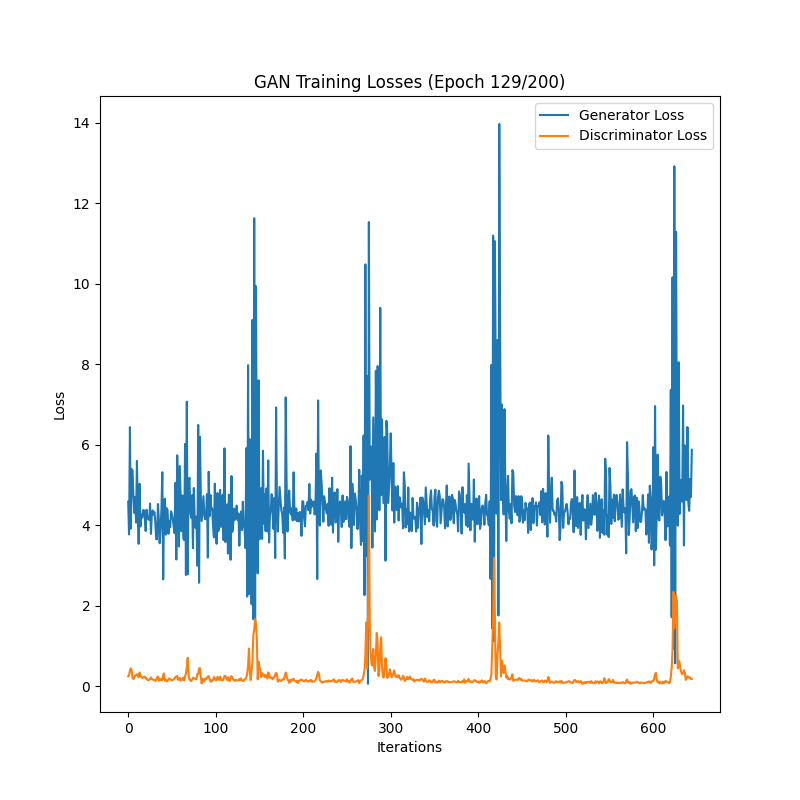 GAN Training Losses (Epoch 129/200)
Generator Loss
Discriminator Loss
14
12
10
8
6
4
2
0
Loss
0 100 200 300 400 500 600
Iterations